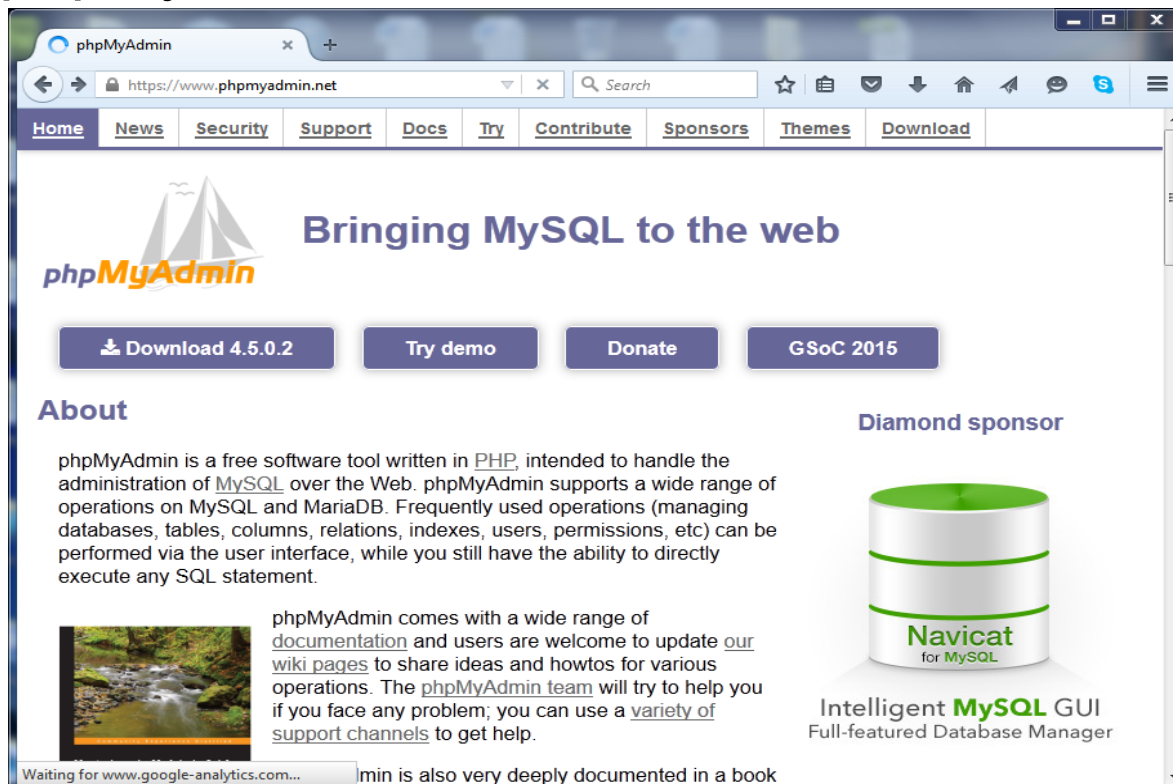 phpMyAdmin
https://www.phpmyadmin.net
Search
Home News Security Support Docs Try Contribute Sponsors Themes Download
phpMyAdmin
Bringing MySQL to the web
Download 4.5.0.2 Try demo Donate GSoC 2015
About
phpMyAdmin is a free software tool written in PHP, intended to handle the
administration of MySQL over the Web. phpMyAdmin supports a wide range of
operations on MySQL and MariaDB. Frequently used operations (managing
databases, tables, columns, relations, indexes, users, permissions, etc) can be
performed via the user interface, while you still have the ability to directly
execute any SQL statement.
phpMyAdmin comes with a wide range of
documentation and users are welcome to update our
wiki pages to share ideas and howtos for various
operations. The phpMyAdmin team will try to help you
if you face any problem; you can use a variety of
support channels to get help.
Diamond sponsor
Navicat
for MySQL
Intelligent MySQL GUI
Full-featured Database Manager
Waiting for www.google-analytics.com...
min is also very deeply documented in a book